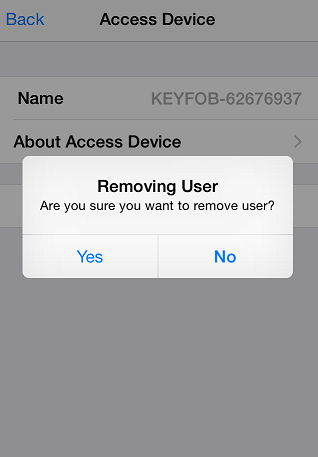 Back Access Device
Name KEYFOB-62676937
About Access Device
Removing User
Are you sure you want to remove user?
Yes No